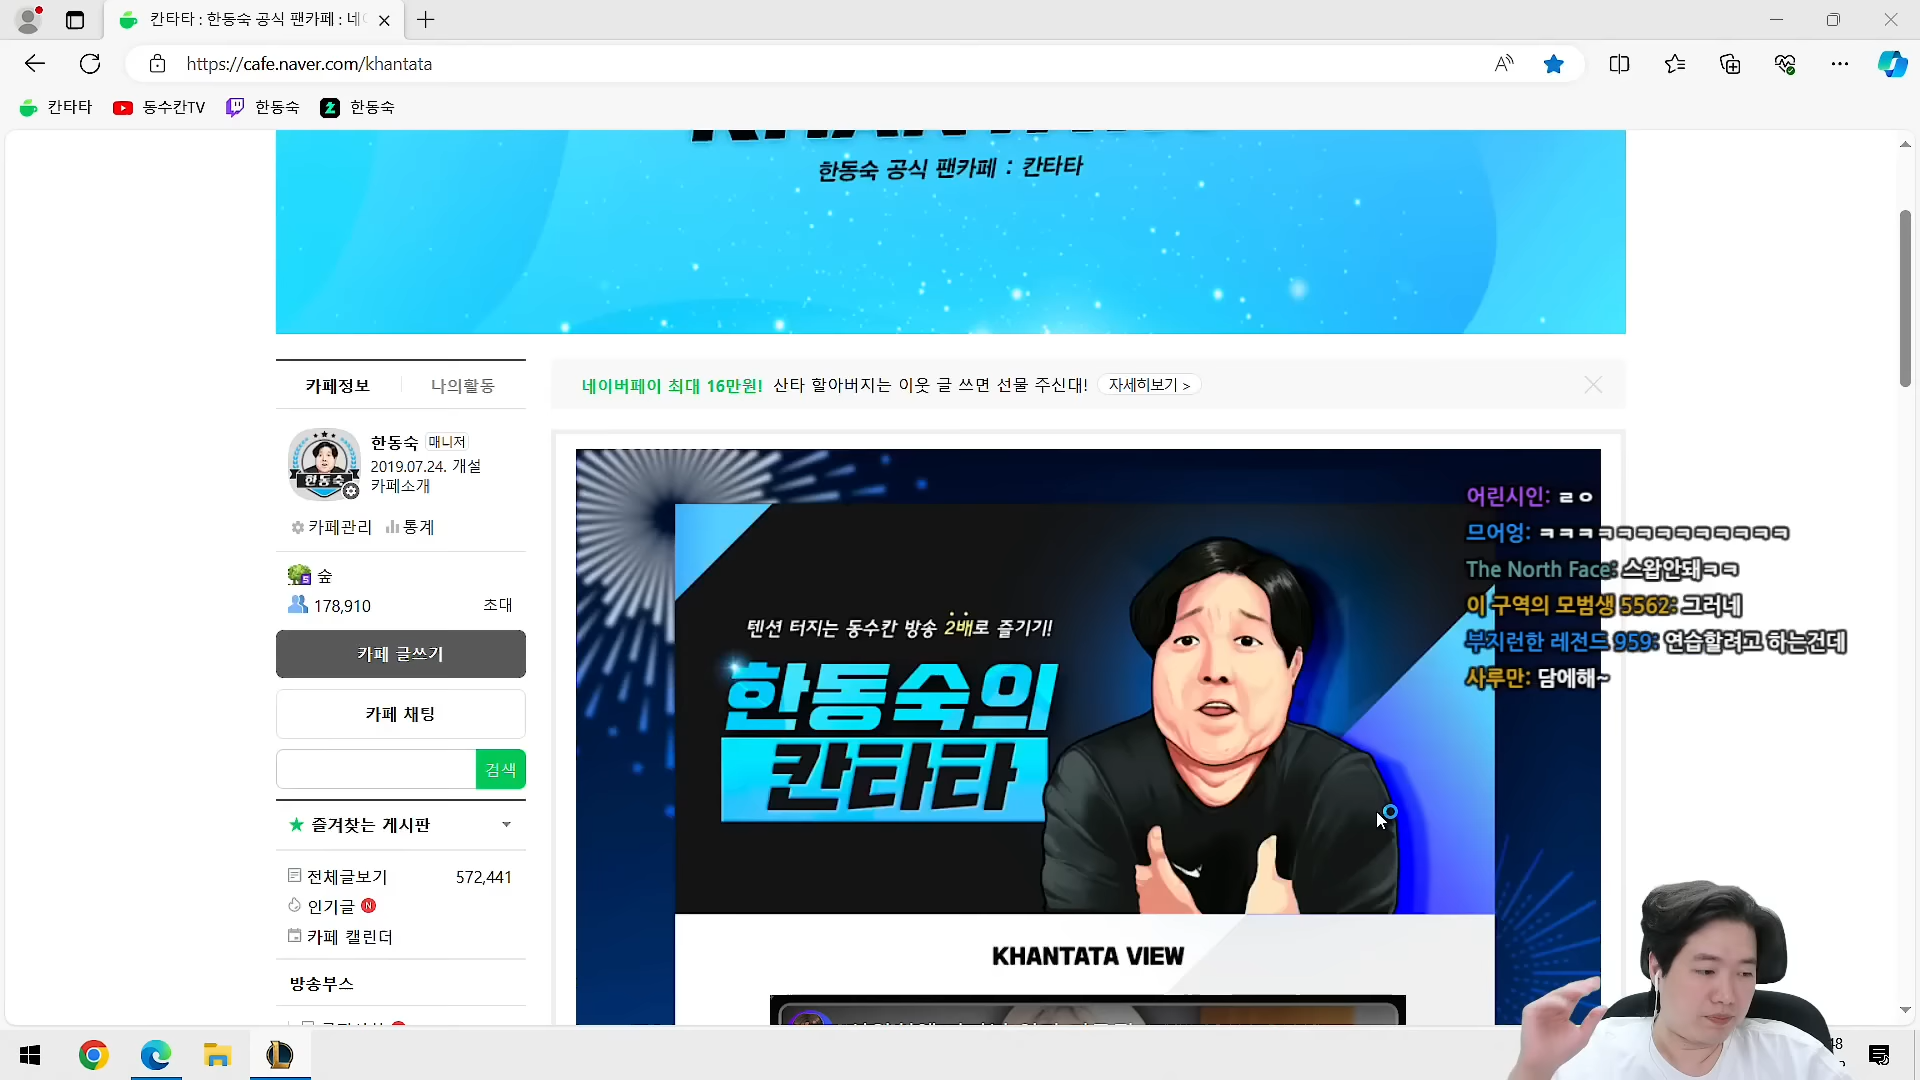 칸타타 : 한동숙 공식 팬카페 : 네
https://cafe.naver.com/khantata
칸타타
동수칸TV
한동숙
한동숙
한동숙 공식 팬카페 : 칸타타
카페정보
나의활동
네이버페이 최대 16만원! 산타 할아버지는 이웃 글 쓰면 선물 주신대! 자세히보기 >
한동숙 매니저
2019.07.24. 개설
카페소개
한동숙
카페관리
통계
숲
178,910
초대
카페 글쓰기
카페 채팅
검색
즐겨찾는 게시판
전체글보기
572,441
인기글 N
카페 캘린더
방송부스
텐션 터지는 동수칸 방송 2배로 즐기기!
한동숙의
칸타타
KHANTATA VIEW
어린시인: ㄹㅇ
므어엉: ㅋㅋㅋㅋㅋㅋㅋㅋㅋㅋㅋㅋㅋ
The North Face: 스왑안돼ㅋㅋ
이 구역의 모범생 5562: 그러네
부지런한 레전드 959: 연습할려고 하는건데
사루만: 담에해~